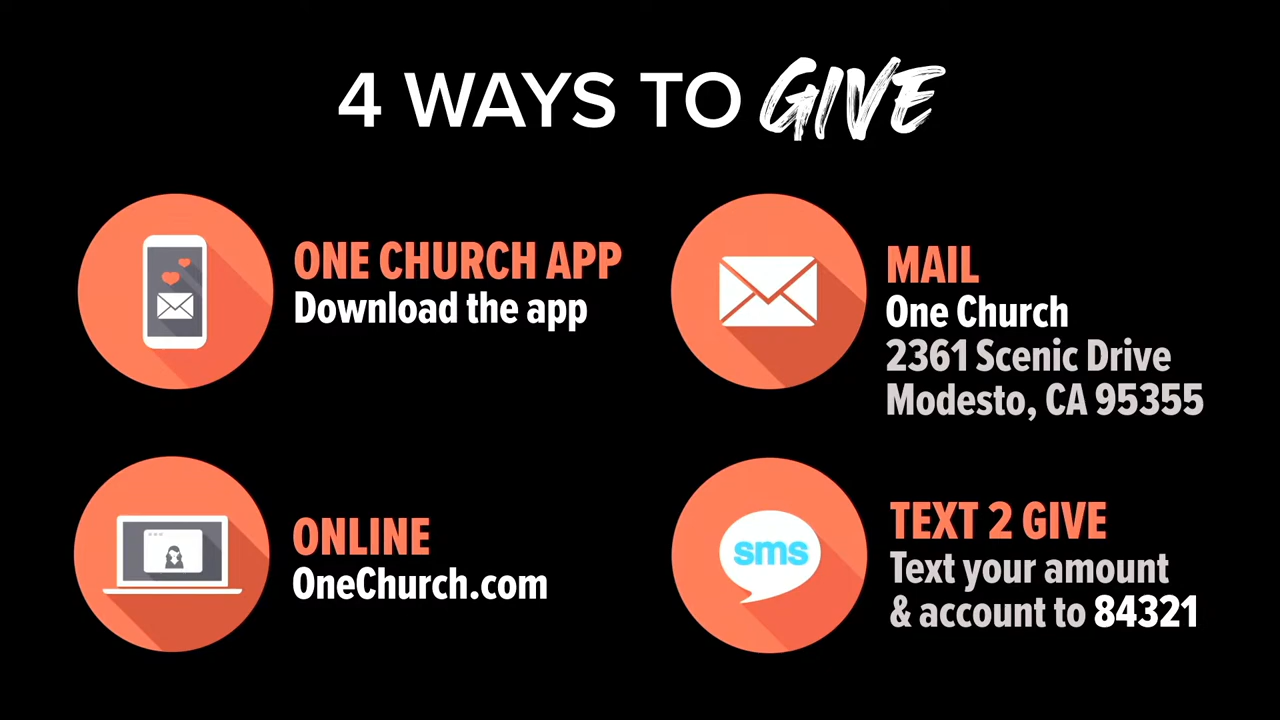 4 WAYS TO GIVE
ONE CHURCH APP
Download the app
MAIL
One Church
2361 Scenic Drive
Modesto, CA 95355
ONLINE
OneChurch.com
sms
TEXT 2 GIVE
Text your amount
& account to 84321